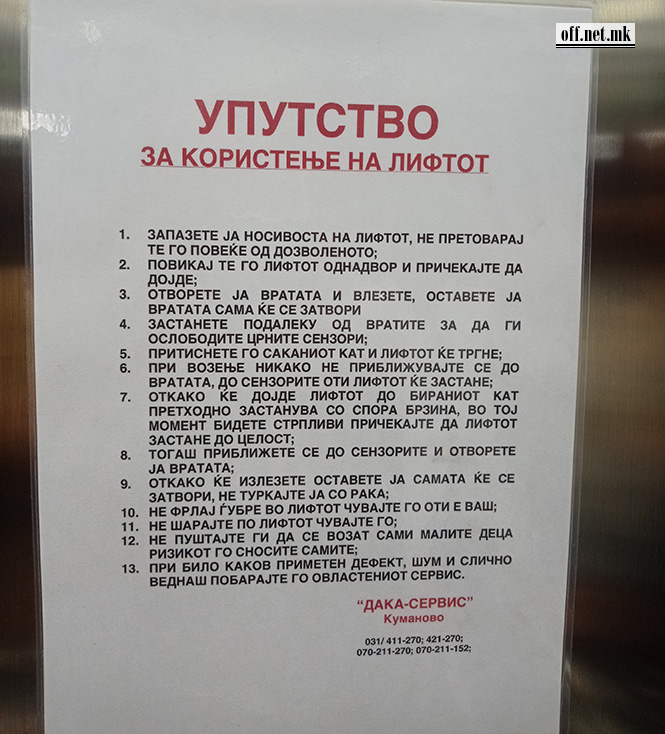 off.net.mk
УПУТСТВО
ЗА КОРИСТЕЊЕ НА ЛИФТОТ
1. ЗАПАЗЕТЕ ЈА НОСИВОСТА НА ЛИФТОТ, НЕ ПРЕТОВАРАЈ
ТЕ ГО ПОВЕЌЕ ОД ДОЗВОЛЕНОТО;
2. ПОВИКАЈ ТЕ ГО ЛИФТОТ ОДНАДВОР И ПРИЧЕКАЈТЕ ДА
ДОЈДЕ;
3. ОТВОРЕТЕ ЈА ВРАТАТА И ВЛЕЗЕТЕ, ОСТАВЕТЕ ЈА
ВРАТАТА САМА ЌЕ СЕ ЗАТВОРИ
4. ЗАСТАНЕТЕ ПОДАЛЕКУ ОД ВРАТИТЕ ЗА ДА ГИ
ОСЛОБОДИТЕ ЦРНИТЕ СЕНЗОРИ;
5. ПРИТИСНЕТЕ ГО САКАНИОТ КАТ И ЛИФТОТ ЌЕ ТРГНЕ;
6. ПРИ ВОЗЕЊЕ НИКАКО НЕ ПРИБЛИЖУВАЈТЕ СЕ ДО
ВРАТАТА, ДО СЕНЗОРИТЕ ОТИ ЛИФТОТ ЌЕ ЗАСТАНЕ;
7. ОТКАКО ЌЕ ДОЈДЕ ЛИФТОТ ДО БИРАНИОТ КАТ
ПРЕТХОДНО ЗАСТАНУВА СО СПОРА БРЗИНА, ВО ТОЈ
МОМЕНТ БИДЕТЕ СТРПЛИВИ ПРИЧЕКАЈТЕ ДА ЛИФТОТ
ЗАСТАНЕ ДО ЦЕЛОСТ;
8. ТОГАШ ПРИБЛИЖЕТЕ СЕ ДО СЕНЗОРИТЕ И ОТВОРЕТЕ
ЈА ВРАТАТА;
9. ОТКАКО ЌЕ ИЗЛЕЗЕТЕ ОСТАВЕТЕ ЈА САМАТА ЌЕ СЕ
ЗАТВОРИ, НЕ ТУРКАЈТЕ ЈА СО РАКА;
10. НЕ ФРЛАЈ ЃУБРЕ ВО ЛИФТОТ ЧУВАЈТЕ ГО ОТИ Е ВАШ;
11. НЕ ШАРАЈТЕ ПО ЛИФТОТ ЧУВАЈТЕ ГО;
12. НЕ ПУШТАЈТЕ ГИ ДА СЕ ВОЗАТ САМИ МАЛИТЕ ДЕЦА
РИЗИКОТ ГО СНОСИТЕ САМИТЕ;
13. ПРИ БИЛО КАКОВ ПРИМЕТЕН ДЕФЕКТ, ШУМ И СЛИЧНО
ВЕДНАШ ПОБАРАЈТЕ ГО ОВЛАСТЕНИОТ СЕРВИС.
“ДАКА-СЕРВИС”
Куманово
031/ 411-270; 421-270;
070-211-270; 070-211-152;